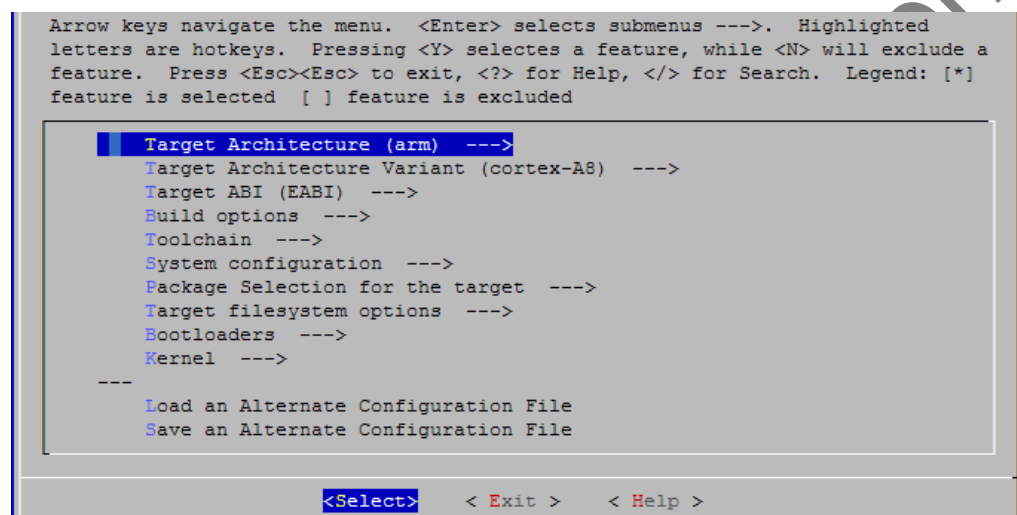 Arrow keys navigate the menu.  <Enter> selects submenus --->.  Highlighted
letters are hotkeys.  Pressing <Y> selectes a feature, while <N> will exclude a
feature.  Press <Esc><Esc> to exit, <?> for Help, </> for Search.  Legend: [*]
feature is selected  [ ] feature is excluded
Target Architecture (arm)  --->
Target Architecture Variant (cortex-A8)  --->
Target ABI (EABI)  --->
Build options  --->
Toolchain  --->
System configuration  --->
Package Selection for the target  --->
Target filesystem options  --->
Bootloaders  --->
Kernel  --->
---
Load an Alternate Configuration File
Save an Alternate Configuration File
<Select>    < Exit >    < Help >